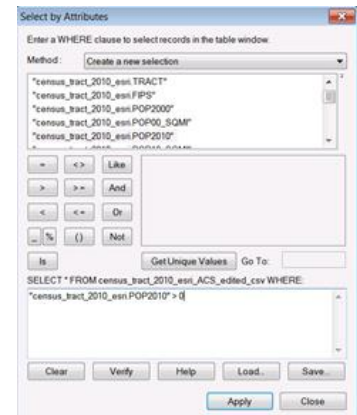 Select by Attributes
Enter a WHERE clause to select records in the table window.
Method : Create a new selection
"census_tract_2010_esri.TRACT"
"census_tract_2010_esri.FIPS"
"census_tract_2010_esri.POP2000"
"census_tract_2010_esri.POP00_SQMI"
"census_tract_2010_esri.POP2010"
= <> Like
> > = And
< < = Or
_ % () Not
Is Get Unique Values Go To:
SELECT * FROM census_tract_2010_esri_ACS_edited_csv WHERE:
"census_tract_2010_esri.POP2010" > 0
Clear Verify Help Load... Save...
Apply Close